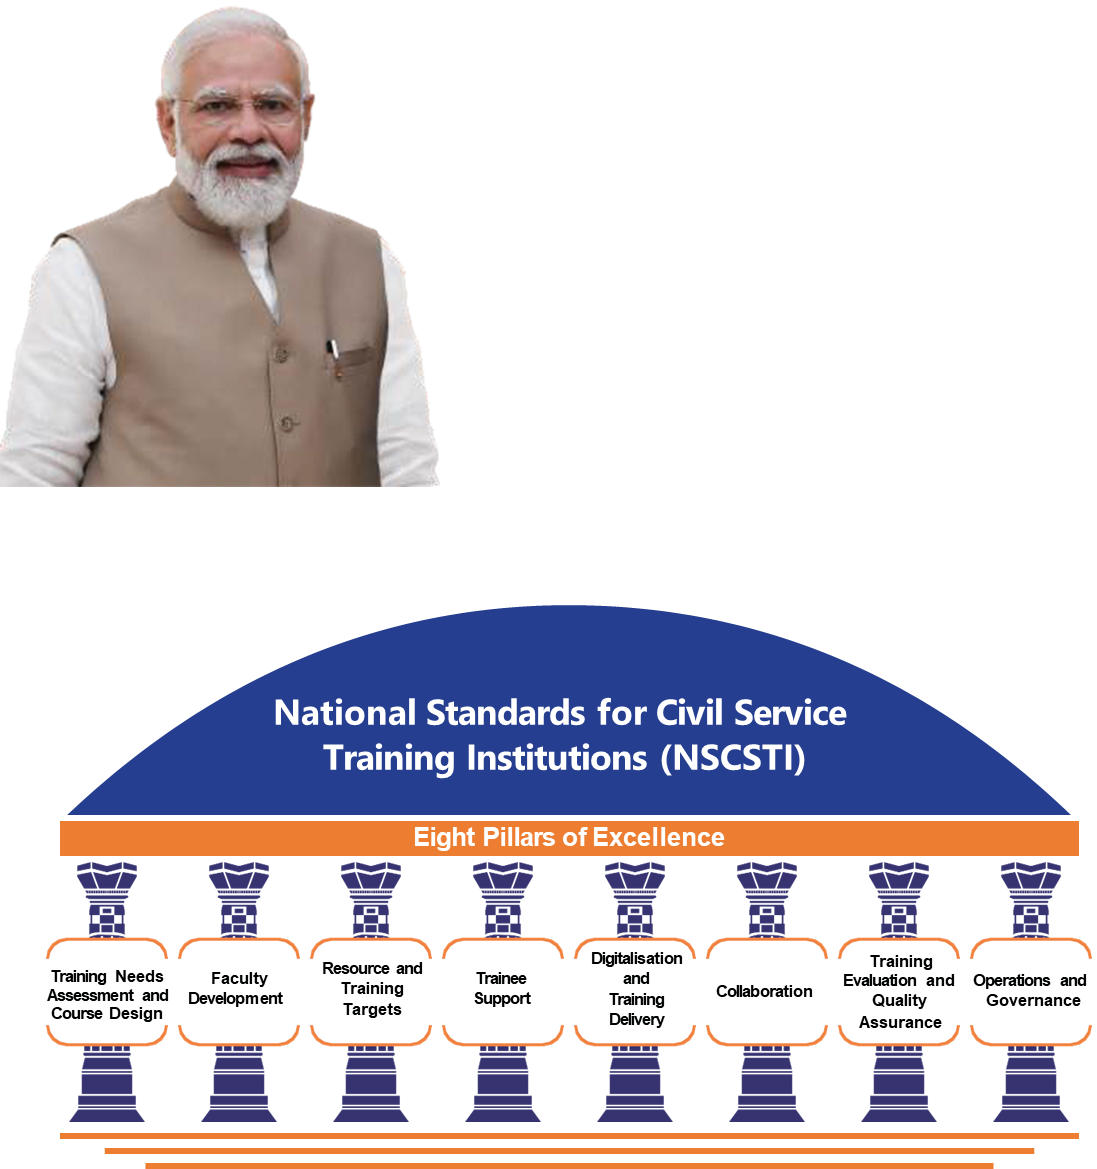 National Standards for Civil Service
Training Institutions (NSCSTI)
Eight Pillars of Excellence
Training Needs
Assessment and
Course Design
Faculty
Development
Resource and
Training
Targets
Trainee
Support
Digitalisation
and
Training
Delivery
Collaboration
Training
Evaluation and
Quality
Assurance
Operations and
Governance